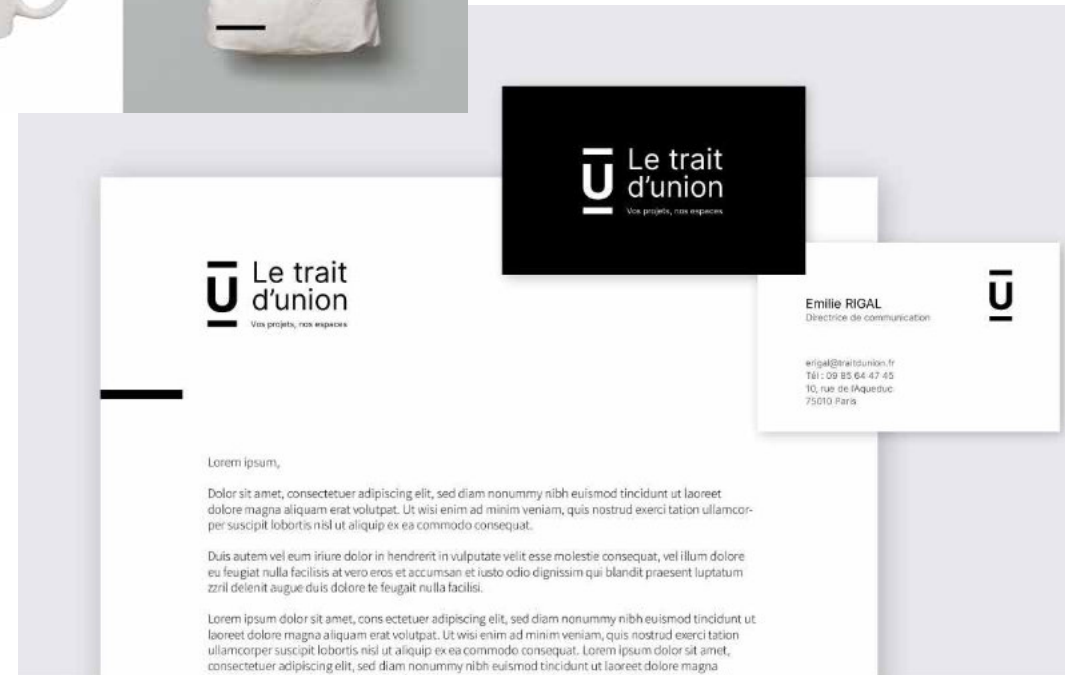 Le trait
d'union
Vos projets, nos espaces
Le trait
d'union
Vos projets, nos espaces
Emilie RIGAL
Directrice de communication
erigal@traitdunion.fr
Tél : 09 85 64 47 45
10, rue de l'Aqueduc
75010 Paris
Lorem ipsum,
Dolor sit amet, consectetuer adipiscing elit, sed diam nonummy nibh euismod tincidunt ut laoreet
dolore magna aliquam erat volutpat. Ut wisi enim ad minim veniam, quis nostrud exerci tation ullamcor-
per suscipit lobortis nisl ut aliquip ex ea commodo consequat.
Duis autem vel eum iriure dolor in hendrerit in vulputate velit esse molestie consequat, vel illum dolore
eu feugiat nulla facilisis at vero eros et accumsan et iusto odio dignissim qui blandit praesent luptatum
zzril delenit augue duis dolore te feugait nulla facilisi.
Lorem ipsum dolor sit amet, cons ectetuer adipiscing elit, sed diam nonummy nibh euismod tincidunt ut
laoreet dolore magna aliquam erat volutpat. Ut wisi enim ad minim veniam, quis nostrud exerci tation
ullamcorper suscipit lobortis nisl ut aliquip ex ea commodo consequat. Lorem ipsum dolor sit amet,
consectetuer adipiscing elit, sed diam nonummy nibh euismod tincidunt ut laoreet dolore magna